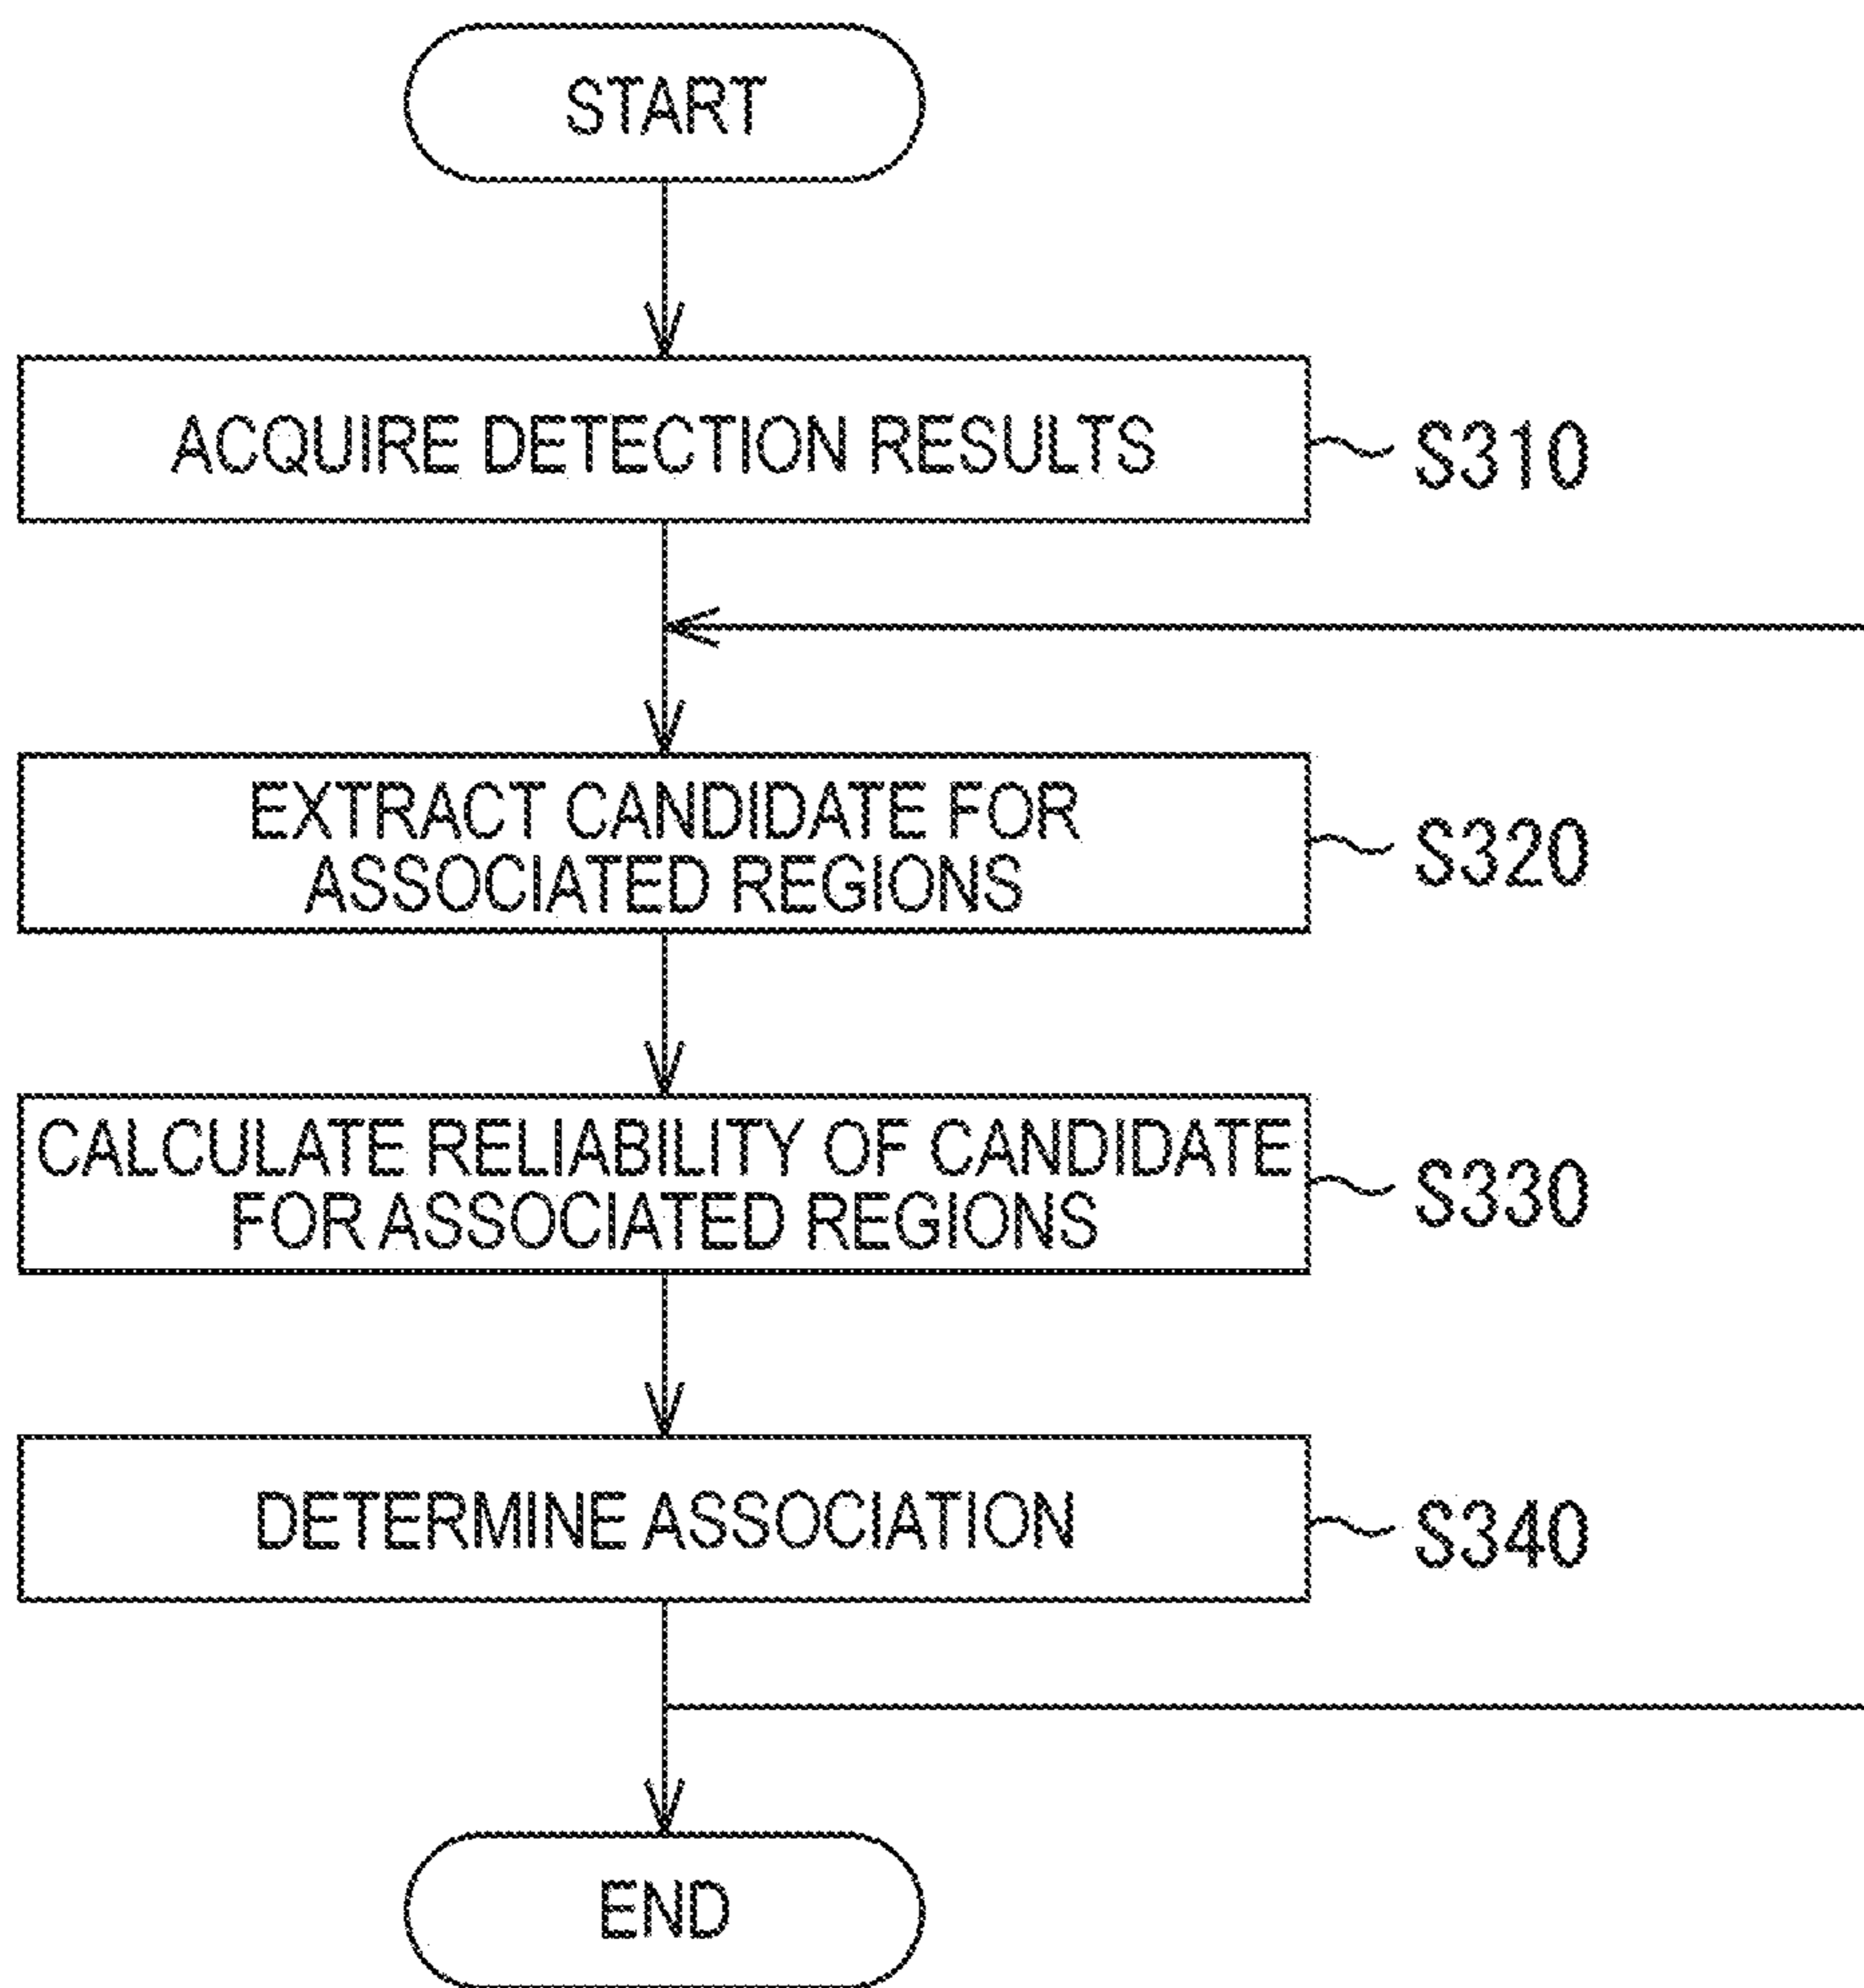 START
ACQUIRE DETECTION RESULTS
S310
EXTRACT CANDIDATE FOR
ASSOCIATED REGIONS
S320
CALCULATE RELIABILITY OF CANDIDATE
FOR ASSOCIATED REGIONS
S330
DETERMINE ASSOCIATION
S340
END